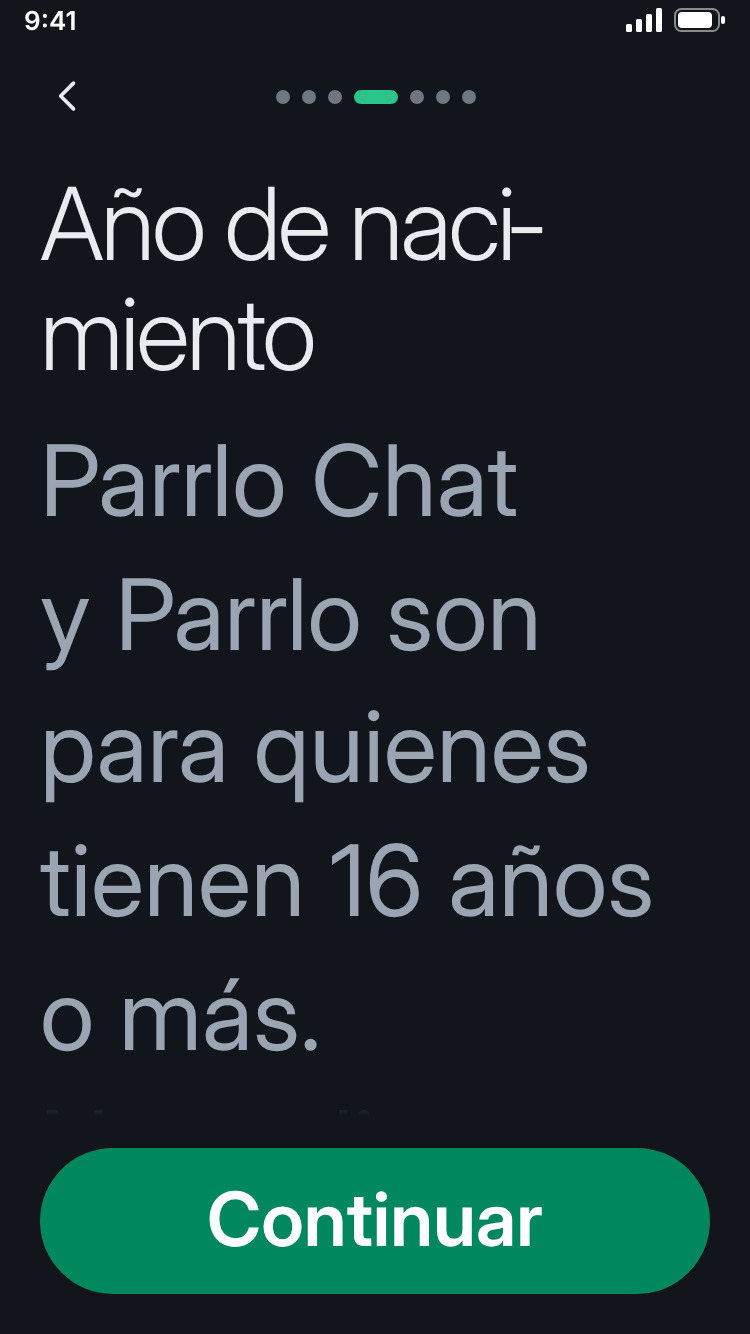 9:41
Año de naci-
miento
Parrlo Chat
y Parrlo son
para quienes
tienen 16 años
o más.
Continuar